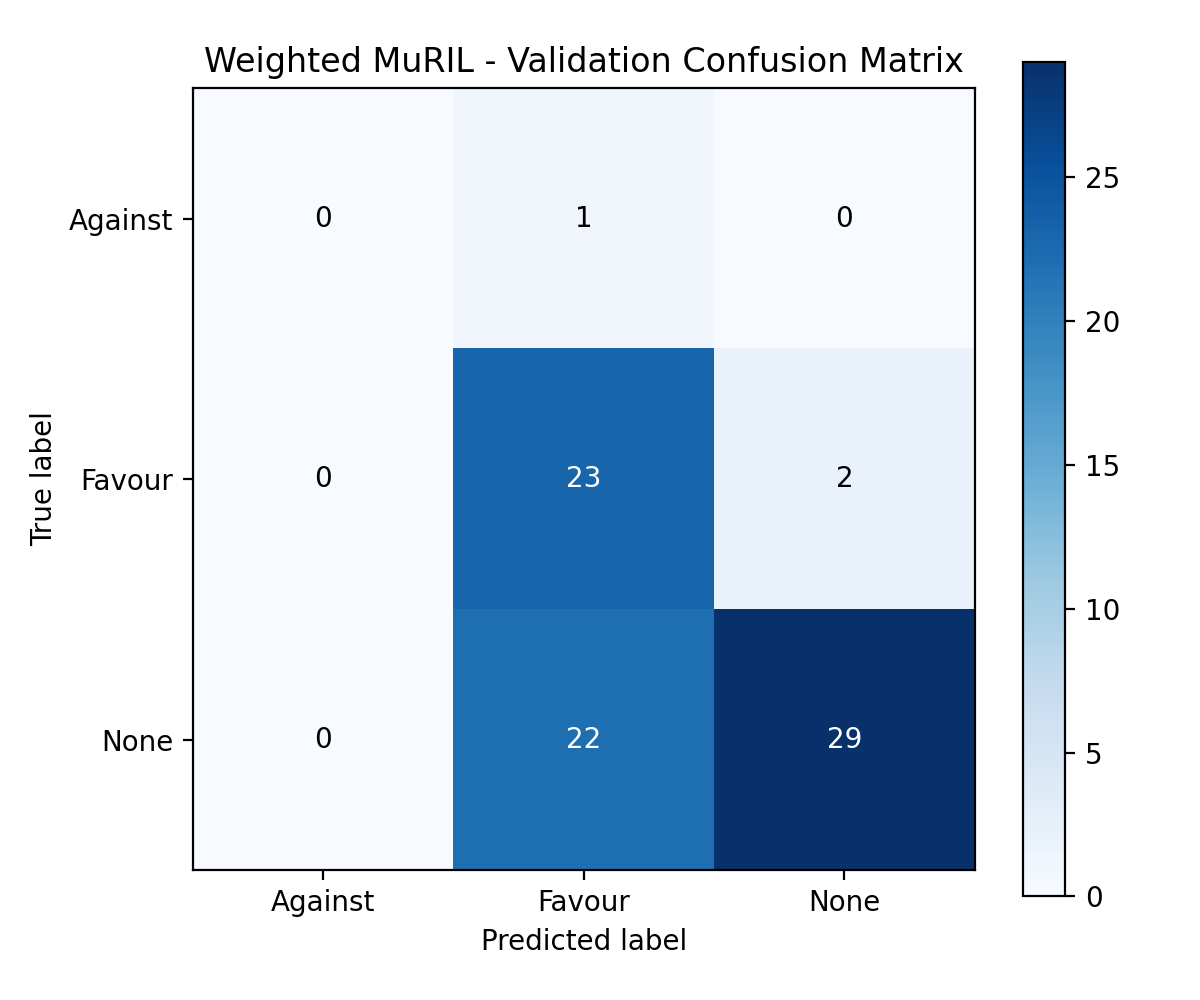 Weighted MuRIL - Validation Confusion Matrix
Against 0 1 0
Favour 0 23 2
None 0 22 29
Against Favour None
Predicted label
True label
25
20
15
10
5
0